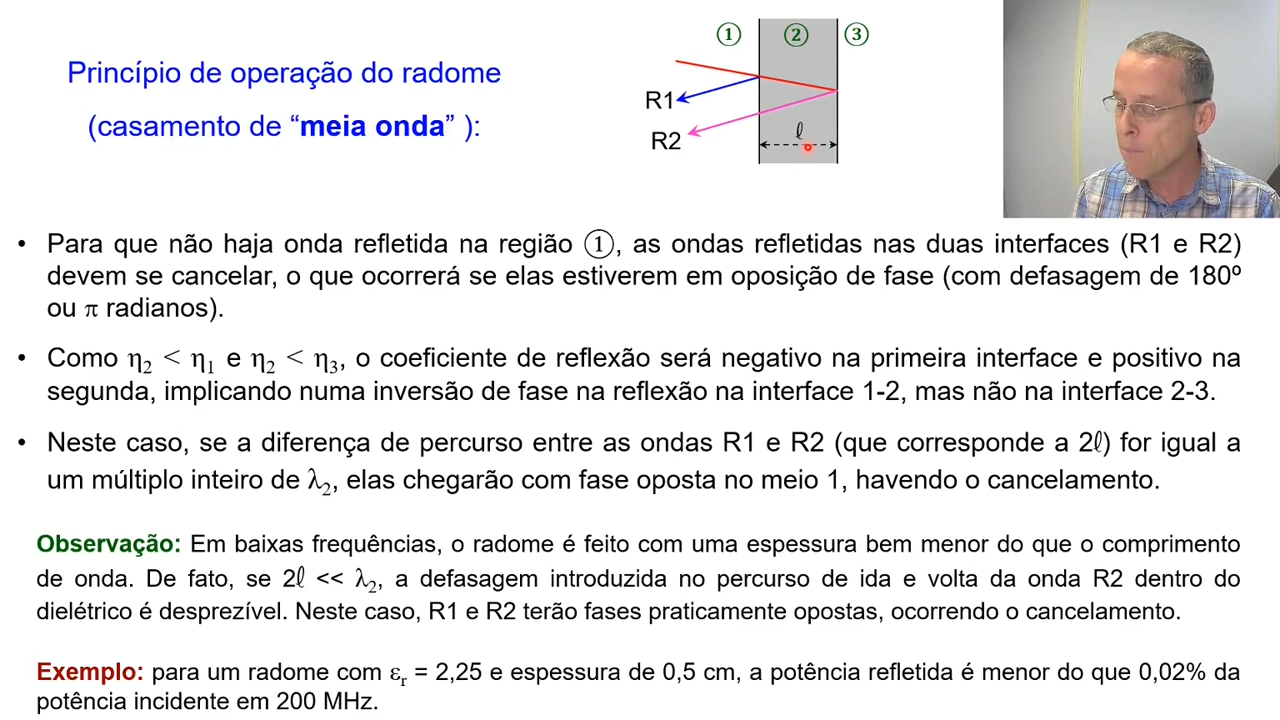 Princípio de operação do radome
(casamento de “meia onda” ):
① ② ③
R1
R2
ℓ
• Para que não haja onda refletida na região ①, as ondas refletidas nas duas interfaces (R1 e R2)
devem se cancelar, o que ocorrerá se elas estiverem em oposição de fase (com defasagem de 180º
ou π radianos).
• Como η₂ < η₁ e η₂ < η₃, o coeficiente de reflexão será negativo na primeira interface e positivo na
segunda, implicando numa inversão de fase na reflexão na interface 1-2, mas não na interface 2-3.
• Neste caso, se a diferença de percurso entre as ondas R1 e R2 (que corresponde a 2ℓ) for igual a
um múltiplo inteiro de λ₂, elas chegarão com fase oposta no meio 1, havendo o cancelamento.
Observação: Em baixas frequências, o radome é feito com uma espessura bem menor do que o comprimento
de onda. De fato, se 2ℓ << λ₂, a defasagem introduzida no percurso de ida e volta da onda R2 dentro do
dielétrico é desprezível. Neste caso, R1 e R2 terão fases praticamente opostas, ocorrendo o cancelamento.
Exemplo: para um radome com εᵣ = 2,25 e espessura de 0,5 cm, a potência refletida é menor do que 0,02% da
potência incidente em 200 MHz.